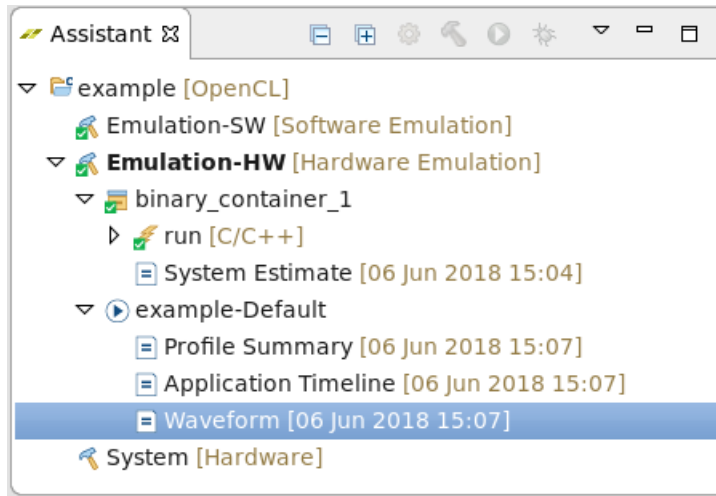 Assistant
example [OpenCL]
Emulation-SW [Software Emulation]
Emulation-HW [Hardware Emulation]
binary_container_1
run [C/C++]
System Estimate [06 Jun 2018 15:04]
example-Default
Profile Summary [06 Jun 2018 15:07]
Application Timeline [06 Jun 2018 15:07]
Waveform [06 Jun 2018 15:07]
System [Hardware]